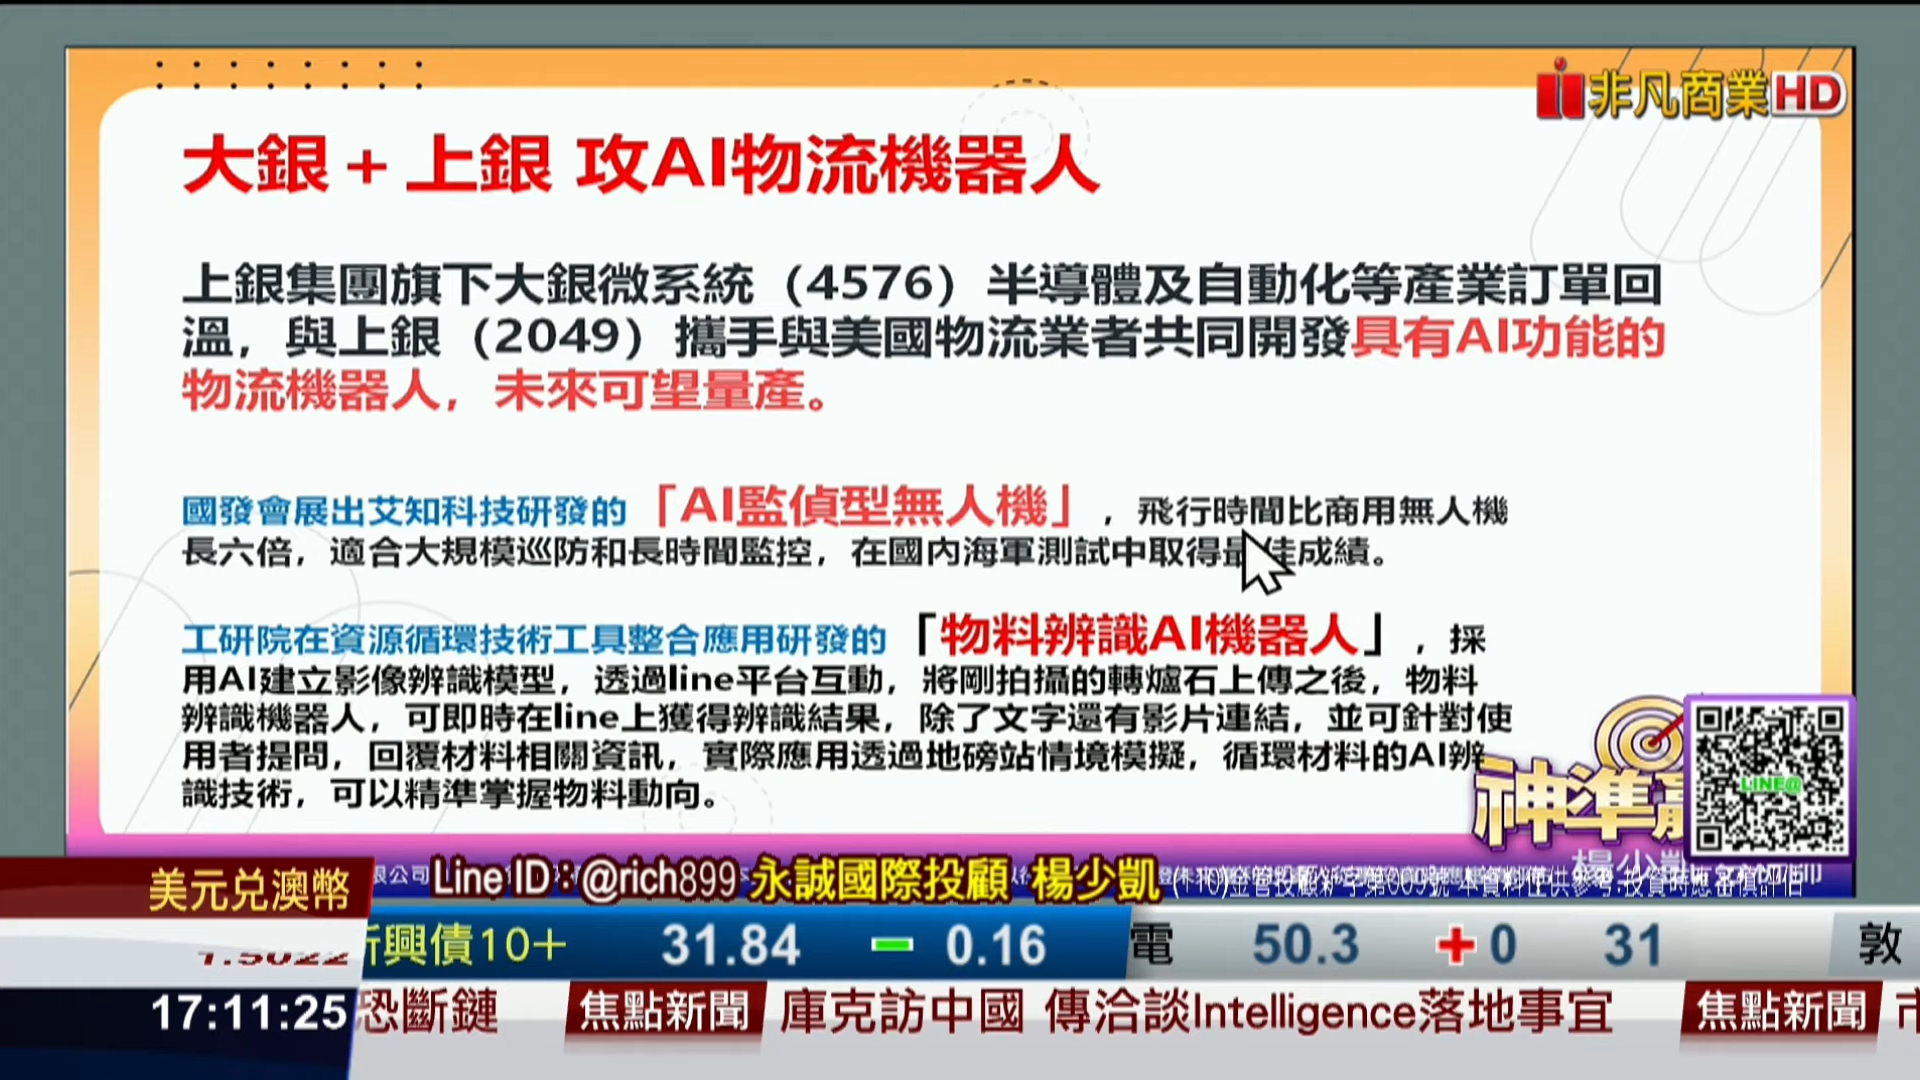 非凡商業HD
大銀＋上銀 攻AI物流機器人
上銀集團旗下大銀微系統（4576）半導體及自動化等產業訂單回
溫，與上銀（2049）攜手與美國物流業者共同開發具有AI功能的
物流機器人，未來可望量產。
國發會展出艾知科技研發的「AI監偵型無人機」，飛行時間比商用無人機
長六倍，適合大規模巡防和長時間監控，在國內海軍測試中取得最佳成績。
工研院在資源循環技術工具整合應用研發的「物料辨識AI機器人」，採
用AI建立影像辨識模型，透過line平台互動，將剛拍攝的轉爐石上傳之後，物料
辨識機器人，可即時在line上獲得辨識結果，除了文字還有影片連結，並可針對使
用者提問，回覆材料相關資訊，實際應用透過地磅站情境模擬，循環材料的AI辨
識技術，可以精準掌握物料動向。
神準
LINE@
美元兌澳幣
Line ID：@rich899 永誠國際投顧 楊少凱
新興債10＋ 31.84 － 0.16 電 50.3 ＋0 31 敦
17:11:25
恐斷鏈 焦點新聞 庫克訪中國 傳洽談Intelligence落地事宜 焦點新聞 市